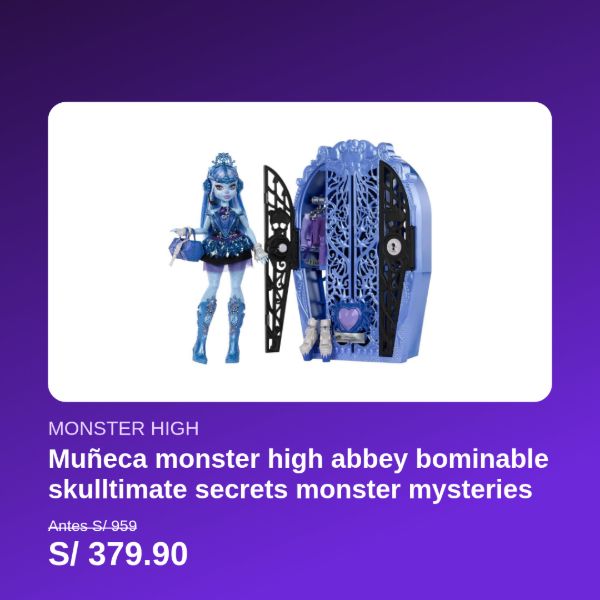 MONSTER HIGH
Muñeca monster high abbey bominable
skulltimate secrets monster mysteries
Antes S/ 959
S/ 379.90